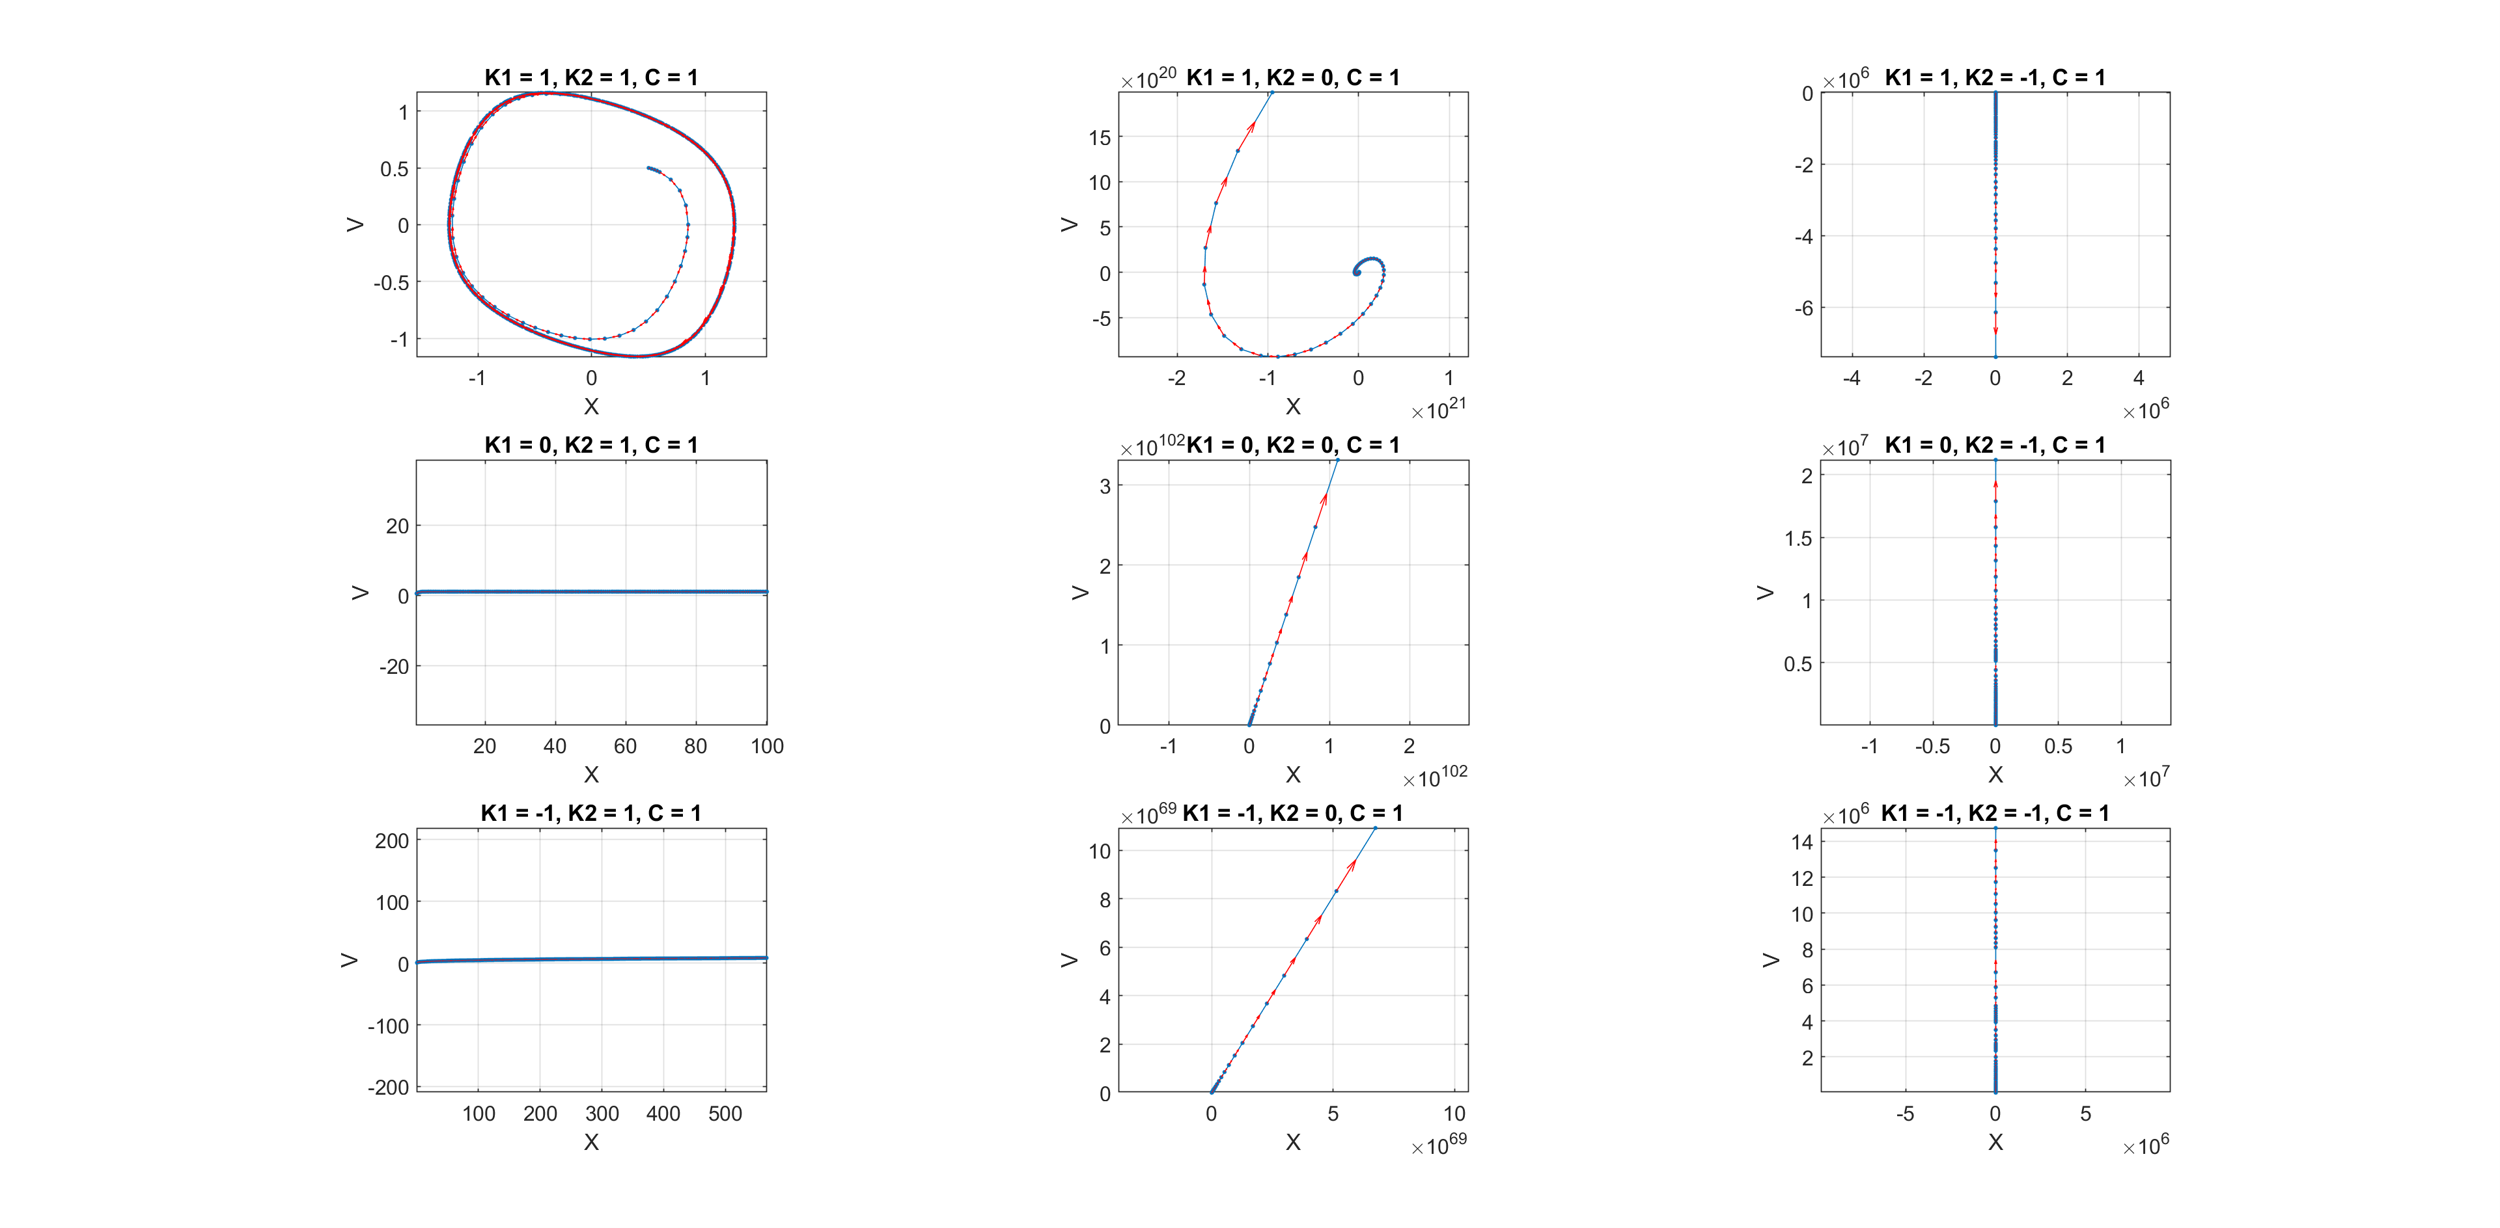 K1 = 1, K2 = 1, C = 1
1
0.5
0
-0.5
-1
V
-1 0 1
X
×10^20 K1 = 1, K2 = 0, C = 1
15
10
5
0
-5
V
-2 -1 0 1
X ×10^21
×10^6 K1 = 1, K2 = -1, C = 1
0
-2
-4
-6
-4 -2 0 2 4
×10^6
K1 = 0, K2 = 1, C = 1
20
0
-20
V
20 40 60 80 100
X
×10^102 K1 = 0, K2 = 0, C = 1
3
2
1
0
V
-1 0 1 2
X ×10^102
×10^7 K1 = 0, K2 = -1, C = 1
2
1.5
1
0.5
V
-1 -0.5 0 0.5 1
X ×10^7
K1 = -1, K2 = 1, C = 1
200
100
0
-100
-200
V
100 200 300 400 500
X
×10^69 K1 = -1, K2 = 0, C = 1
10
8
6
4
2
0
V
0 5 10
X ×10^69
×10^6 K1 = -1, K2 = -1, C = 1
14
12
10
8
6
4
2
V
-5 0 5
X ×10^6